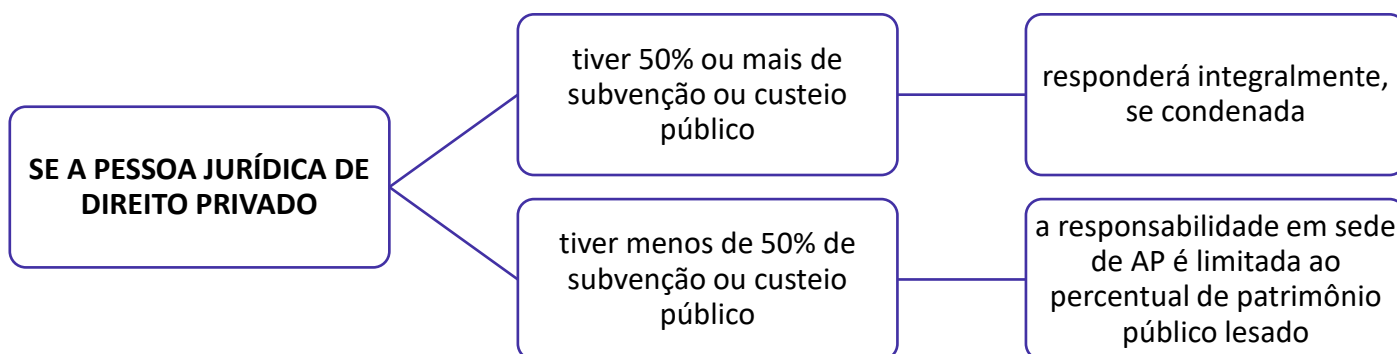 SE A PESSOA JURÍDICA DE
DIREITO PRIVADO
tiver 50% ou mais de
subvenção ou custeio
público
responderá integralmente,
se condenada
tiver menos de 50% de
subvenção ou custeio
público
a responsabilidade em sede
de AP é limitada ao
percentual de patrimônio
público lesado